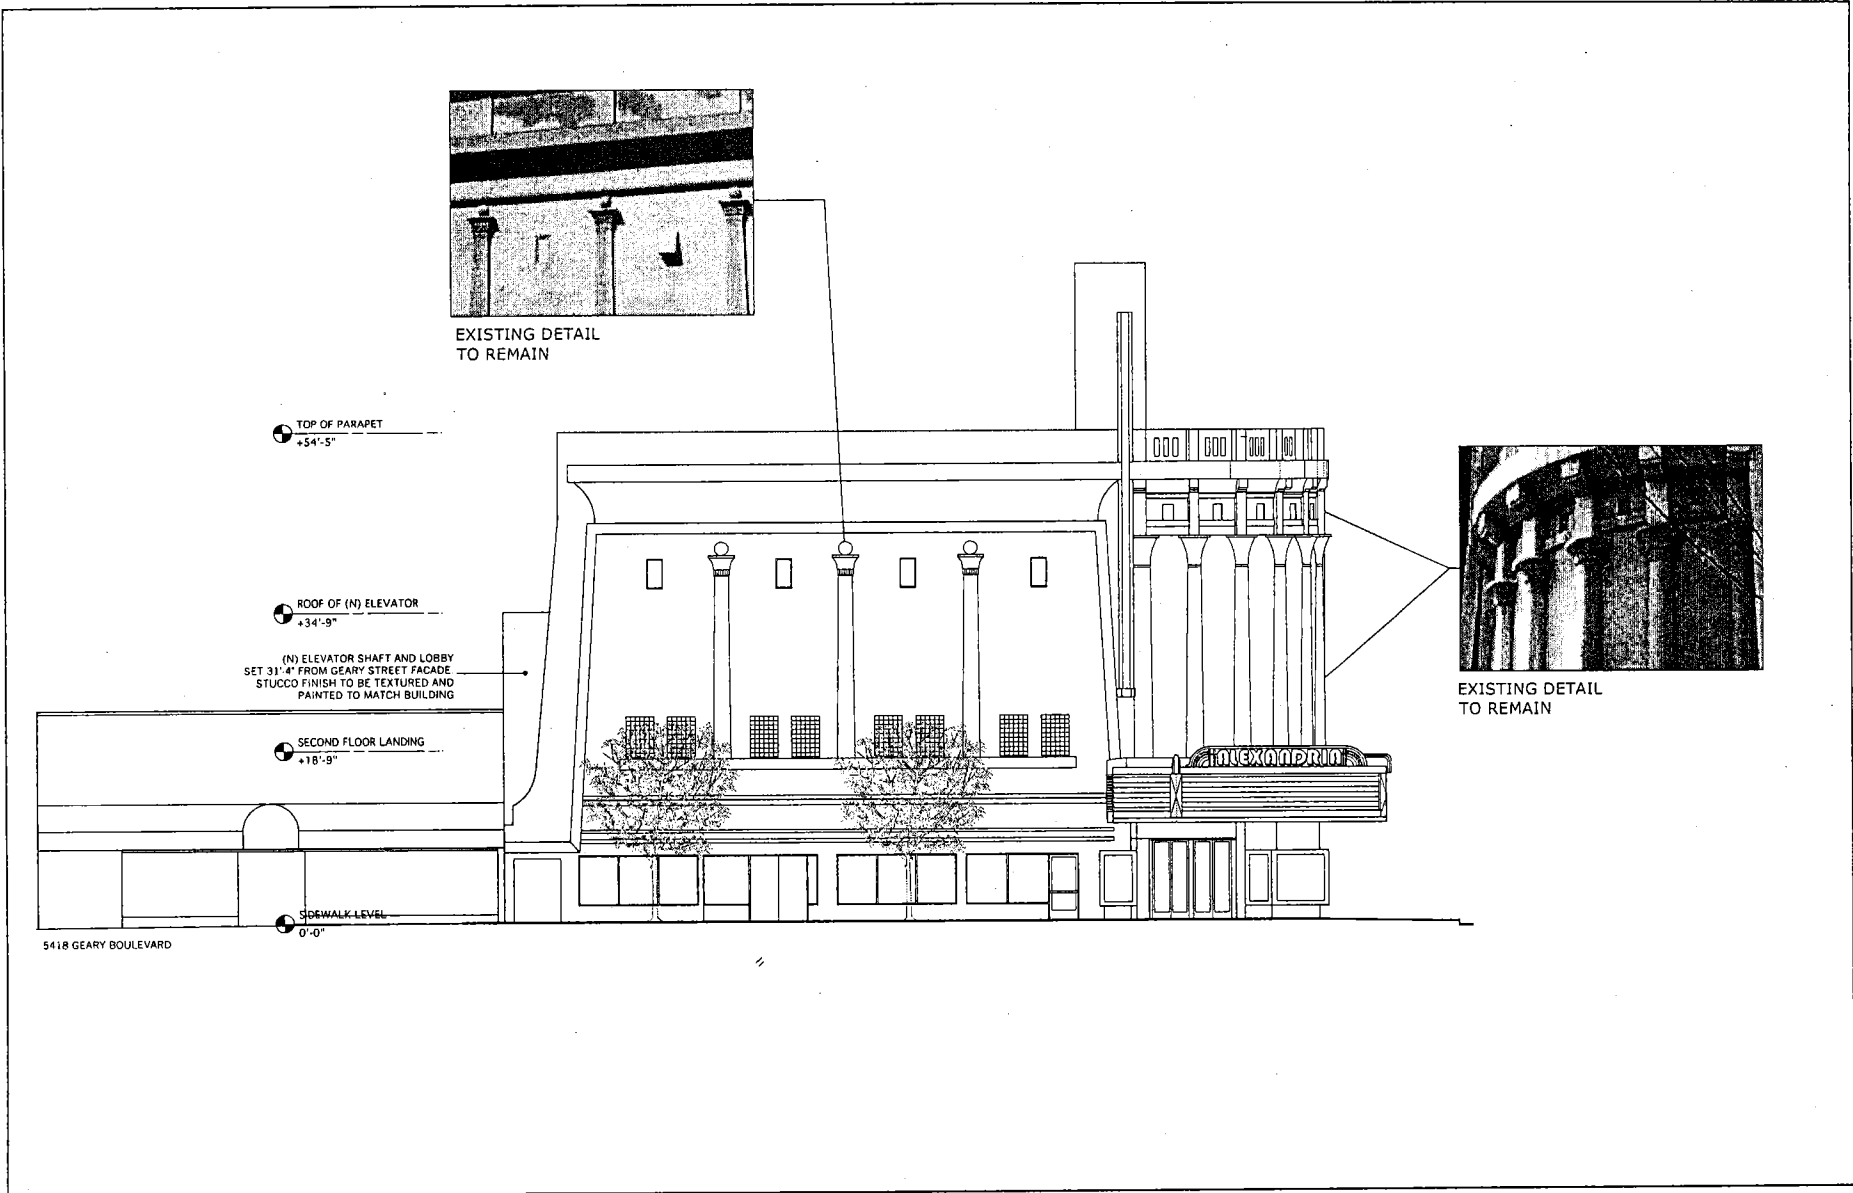 EXISTING DETAIL
TO REMAIN
TOP OF PARAPET
+54'-5"
ROOF OF (N) ELEVATOR
+34'-9"
(N) ELEVATOR SHAFT AND LOBBY
SET 31'-4" FROM GEARY STREET FACADE
STUCCO FINISH TO BE TEXTURED AND
PAINTED TO MATCH BUILDING
EXISTING DETAIL
TO REMAIN
SECOND FLOOR LANDING
+18'-9"
ALEXANDRIA
SIDEWALK LEVEL
0'-0"
5418 GEARY BOULEVARD